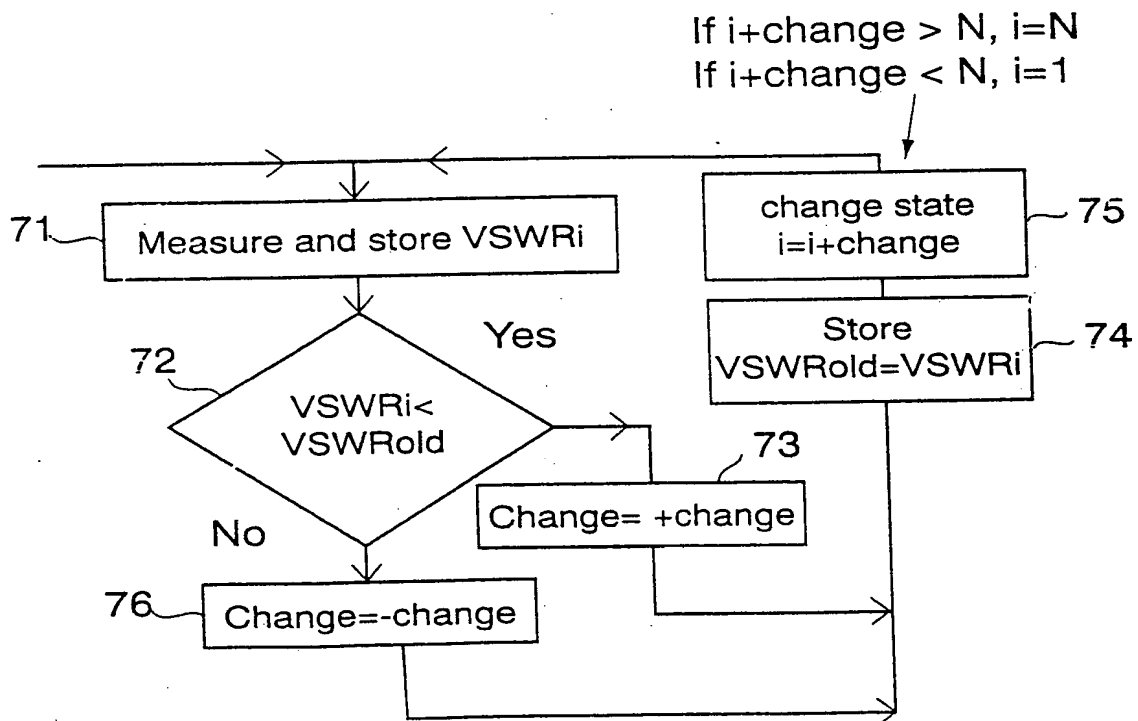 If i+change > N, i=N
If i+change < N, i=1
71
Measure and store VSWRi
change state
i=i+change
75
Store
VSWRold=VSWRi
74
72
Yes
VSWRi<
VSWRold
73
Change= +change
No
76
Change=-change